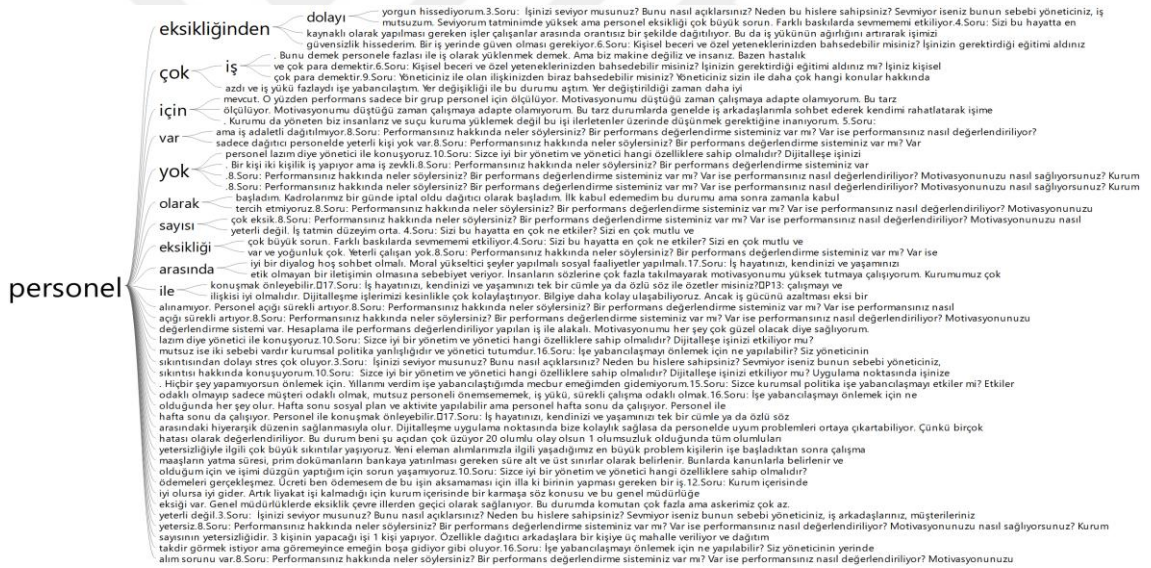 personel
eksikliğinden
dolayı
yorgun hissediyorum.3.Soru: İşinizi seviyor musunuz? Bunu nasıl açıklarsınız? Neden bu hislere sahipsiniz? Sevmiyor iseniz bunun sebebi yöneticiniz, iş
mutsuzum. Seviyorum tatminimde yüksek ama personel eksikliği çok büyük sorun. Farklı baskılarda sevmememi etkiliyor.4.Soru: Sizi bu hayatta en
kaynaklı olarak yapılması gereken işler çalışanlar arasında orantısız bir şekilde dağıtılıyor. Bu da iş yükünün ağırlığını artırarak işimizi
güvensizlik hissederim. Bir iş yerinde güven olması gerekiyor.6.Soru: Kişisel beceri ve özel yeteneklerinizden bahsedebilir misiniz? İşinizin gerektirdiği eğitimi aldınız
çok
iş
. Bunu demek personele fazlası ile iş olarak yüklenmek demek. Ama biz makine değiliz ve insanız. Bazen hastalık
ve çok para demektir.6.Soru: Kişisel beceri ve özel yeteneklerinizden bahsedebilir misiniz? İşinizin gerektirdiği eğitimi aldınız mı? İşiniz kişisel
çok para demektir.9.Soru: Yöneticiniz ile olan ilişkinizden biraz bahsedebilir misiniz? Yöneticiniz sizin ile daha çok hangi konular hakkında
azdı ve iş yükü fazlaydı işe yabancılaştım. Yer değişikliği ile bu durumu aştım. Yer değiştirildiği zaman daha iyi
için
mevcut. O yüzden performans sadece bir grup personel için ölçülüyor. Motivasyonumu düştüğü zaman çalışmaya adapte olamıyorum. Bu tarz
ölçülüyor. Motivasyonumu düştüğü zaman çalışmaya adapte olamıyorum. Bu tarz durumlarda genelde iş arkadaşlarımla sohbet ederek kendimi rahatlatarak işime
. Kurumu da yöneten biz insanlarız ve suçu kuruma yüklemek değil bu işi ilerletenler üzerinde düşünmek gerektiğine inanıyorum. 5.Soru:
var
ama iş adaletli dağıtılmıyor.8.Soru: Performansınız hakkında neler söylersiniz? Bir performans değerlendirme sisteminiz var mı? Var ise performansınız nasıl değerlendiriliyor?
sadece dağıtıcı personelde yeterli kişi yok var.8.Soru: Performansınız hakkında neler söylersiniz? Bir performans değerlendirme sisteminiz var mı? Var
yok
personel lazım diye yönetici ile konuşuyoruz.10.Soru: Sizce iyi bir yönetim ve yönetici hangi özelliklere sahip olmalıdır? Dijitalleşe işinizi
. Bir kişi iki kişilik iş yapıyor ama iş zevkli.8.Soru: Performansınız hakkında neler söylersiniz? Bir performans değerlendirme sisteminiz var
.8.Soru: Performansınız hakkında neler söylersiniz? Bir performans değerlendirme sisteminiz var mı? Var ise performansınız nasıl değerlendiriliyor? Motivasyonunuzu nasıl sağlıyorsunuz? Kurum
.8.Soru: Performansınız hakkında neler söylersiniz? Bir performans değerlendirme sisteminiz var mı? Var ise performansınız nasıl değerlendiriliyor? Motivasyonunuzu nasıl sağlıyorsunuz? Kurum
olarak
başladım. Kadrolarımız bir günde iptal oldu dağıtıcı olarak başladım. İlk kabul edemedim bu durumu ama sonra zamanla kabul
tercih etmiyoruz.8.Soru: Performansınız hakkında neler söylersiniz? Bir performans değerlendirme sisteminiz var mı? Var ise performansınız nasıl değerlendiriliyor? Motivasyonunuzu
sayısı
çok eksik.8.Soru: Performansınız hakkında neler söylersiniz? Bir performans değerlendirme sisteminiz var mı? Var ise performansınız nasıl değerlendiriliyor? Motivasyonunuzu nasıl
yeterli değil. İş tatmin düzeyim orta. 4.Soru: Sizi bu hayatta en çok ne etkiler? Sizi en çok mutlu ve
eksikliği
çok büyük sorun. Farklı baskılarda sevmememi etkiliyor.4.Soru: Sizi bu hayatta en çok ne etkiler? Sizi en çok mutlu ve
var ve yoğunluk çok. Yeterli çalışan yok.8.Soru: Performansınız hakkında neler söylersiniz? Bir performans değerlendirme sisteminiz var mı? Var ise
arasında
iyi bir diyalog hoş sohbet olmalı. Moral yükseltici şeyler yapılmalı sosyal faaliyetler yapılmalı.17.Soru: İş hayatınızı, kendinizi ve yaşamınızı
etik olmayan bir iletişimin olmasına sebebiyet veriyor. İnsanların sözlerine çok fazla takılmayarak motivasyonumu yüksek tutmaya çalışıyorum. Kurumumuz çok
ile
konuşmak önleyebilir.□17.Soru: İş hayatınızı, kendinizi ve yaşamınızı tek bir cümle ya da özlü söz ile özetler misiniz?□P13: çalışmayı ve
ilişkisi iyi olmalıdır. Dijitalleşme işlerimizi kesinlikle çok kolaylaştırıyor. Bilgiye daha kolay ulaşabiliyoruz. Ancak iş gücünü azaltması eksi bir
alınamıyor. Personel açığı sürekli artıyor.8.Soru: Performansınız hakkında neler söylersiniz? Bir performans değerlendirme sisteminiz var mı? Var ise performansınız nasıl
açığı sürekli artıyor.8.Soru: Performansınız hakkında neler söylersiniz? Bir performans değerlendirme sisteminiz var mı? Var ise performansınız nasıl değerlendiriliyor? Motivasyonunuzu
değerlendirme sistemi var. Hesaplama ile performans değerlendiriliyor yapılan iş ile alakalı. Motivasyonumu her şey çok güzel olacak diye sağlıyorum.
lazım diye yönetici ile konuşuyoruz.10.Soru: Sizce iyi bir yönetim ve yönetici hangi özelliklere sahip olmalıdır? Dijitalleşe işinizi etkiliyor mu?
mutsuz ise iki sebebi vardır kurumsal politika yanlışlığıdır ve yönetici tutumudur.16.Soru: İşe yabancılaşmayı önlemek için ne yapılabilir? Siz yöneticinin
sıkıntısından dolayı stres çok oluyor.3.Soru: İşinizi seviyor musunuz? Bunu nasıl açıklarsınız? Neden bu hislere sahipsiniz? Sevmiyor iseniz bunun sebebi yöneticiniz,
sıkıntısı hakkında konuşuyorum.10.Soru: Sizce iyi bir yönetim ve yönetici hangi özelliklere sahip olmalıdır? Dijitalleşe işinizi etkiliyor mu? Uygulama noktasında işinize
. Hiçbir şey yapamıyorsun önlemek için. Yıllarımı verdim işe yabancılaştığımda mecbur emeğimden gidemiyorum.15.Soru: Sizce kurumsal politika işe yabancılaşmayı etkiler mi? Etkiler
odaklı olmayıp sadece müşteri odaklı olmak, mutsuz personeli önemsememek, iş yükü, sürekli çalışma odaklı olmak.16.Soru: İşe yabancılaşmayı önlemek için ne
olduğunda her şey olur. Hafta sonu sosyal plan ve aktivite yapılabilir ama personel hafta sonu da çalışıyor. Personel ile
hafta sonu da çalışıyor. Personel ile konuşmak önleyebilir.□17.Soru: İş hayatınızı, kendinizi ve yaşamınızı tek bir cümle ya da özlü söz
arasındaki hiyerarşik düzenin sağlanmasıyla olur. Dijitalleşme uygulama noktasında bize kolaylık sağlasa da personelde uyum problemleri ortaya çıkartabiliyor. Çünkü birçok
hatası olarak değerlendiriliyor. Bu durum beni şu açıdan çok üzüyor 20 olumlu olay olsun 1 olumsuzluk olduğunda tüm olumluları
yetersizliğiyle ilgili çok büyük sıkıntılar yaşıyoruz. Yeni eleman alımlarımızla ilgili yaşadığımız en büyük problem kişilerin işe başladıktan sonra çalışma
maaşların yatma süresi, prim dokümanların bankaya yatırılması gereken süre alt ve üst sınırlar olarak belirlenir. Bunlarda kanunlarla belirlenir ve
olduğum için ve işimi düzgün yaptığım için sorun yaşamıyoruz.10.Soru: Sizce iyi bir yönetim ve yönetici hangi özelliklere sahip olmalıdır?
ödemeleri gerçekleşmez. Ücreti ben ödemesem de bu işin aksamaması için illa ki birinin yapması gereken bir iş.12.Soru: Kurum içerisinde
iyi olursa iyi gider. Artık liyakat işi kalmadığı için kurum içerisinde bir karmaşa söz konusu ve bu genel müdürlüğe
eksiği var. Genel müdürlüklerde eksiklik çevre illerden geçici olarak sağlanıyor. Bu durumda komutan çok fazla ama askerimiz çok az.
yeterli değil.3.Soru: İşinizi seviyor musunuz? Bunu nasıl açıklarsınız? Neden bu hislere sahipsiniz? Sevmiyor iseniz bunun sebebi yöneticiniz, iş arkadaşlarınız, müşterileriniz
yetersiz.8.Soru: Performansınız hakkında neler söylersiniz? Bir performans değerlendirme sisteminiz var mı? Var ise performansınız nasıl değerlendiriliyor? Motivasyonunuzu nasıl sağlıyorsunuz? Kurum
sayısının yetersizliğidir. 3 kişinin yapacağı işi 1 kişi yapıyor. Özellikle dağıtıcı arkadaşlara bir kişiye üç mahalle veriliyor ve dağıtım
takdir görmek istiyor ama göremeyince emeğin boşa gidiyor gibi oluyor.16.Soru: İşe yabancılaşmayı önlemek için ne yapılabilir? Siz yöneticinin yerinde
alım sorunu var.8.Soru: Performansınız hakkında neler söylersiniz? Bir performans değerlendirme sisteminiz var mı? Var ise performansınız nasıl değerlendiriliyor? Motivasyonunuzu